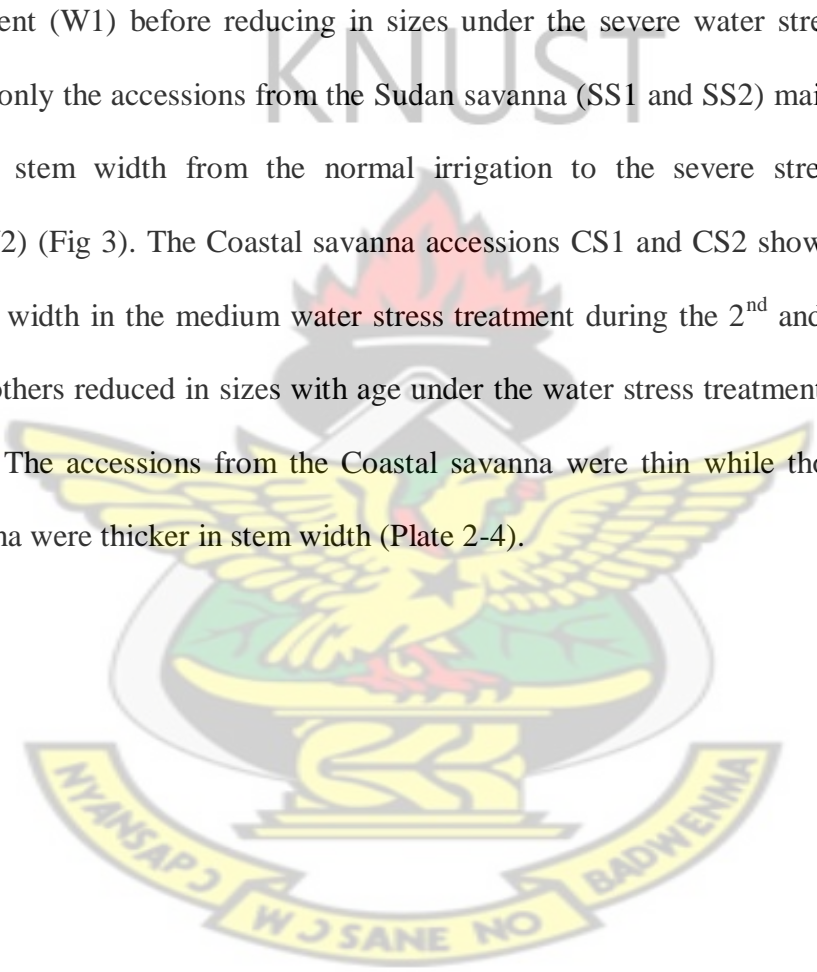 KNUST
ent (W1) before reducing in sizes under the severe water stre
only the accessions from the Sudan savanna (SS1 and SS2) mai
stem width from the normal irrigation to the severe stre
2) (Fig 3). The Coastal savanna accessions CS1 and CS2 show
width in the medium water stress treatment during the 2nd and
others reduced in sizes with age under the water stress treatment
The accessions from the Coastal savanna were thin while tho
na were thicker in stem width (Plate 2-4).
NYANSAPƆ WƆSANE NO BADWENMA